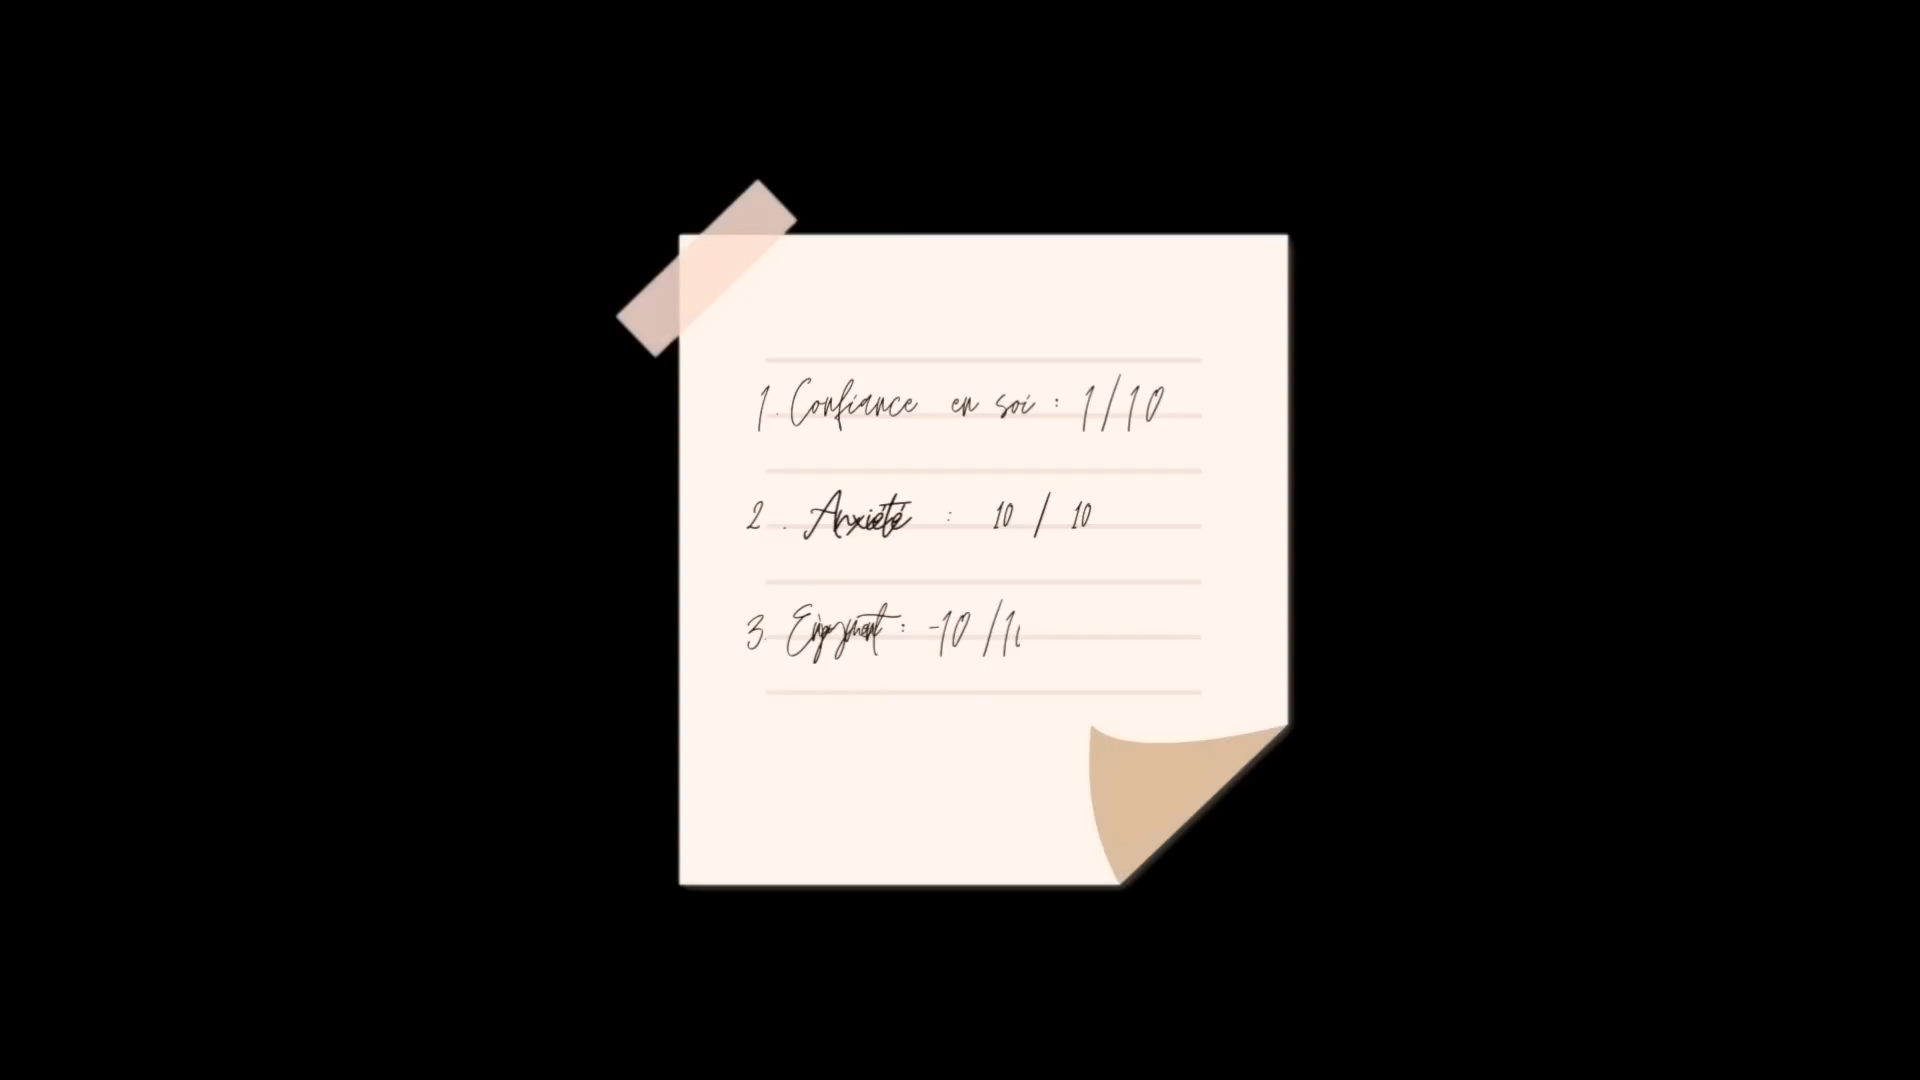 1. Confiance en soi : 1/10
2. Anxiété : 10 / 10
3. : -10 /1